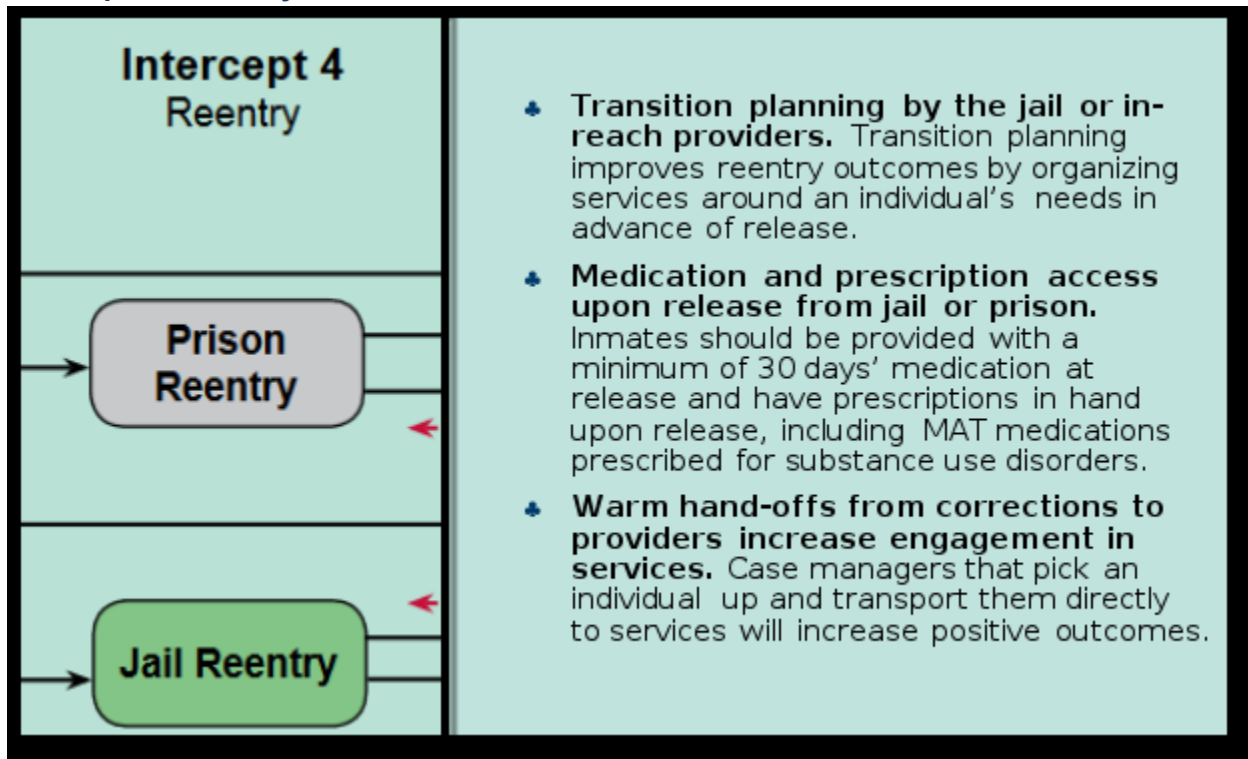 Intercept 4
Reentry
Prison
Reentry
Jail Reentry
♣ Transition planning by the jail or in-
reach providers. Transition planning
improves reentry outcomes by organizing
services around an individual's needs in
advance of release.
♣ Medication and prescription access
upon release from jail or prison.
Inmates should be provided with a
minimum of 30 days' medication at
release and have prescriptions in hand
upon release, including MAT medications
prescribed for substance use disorders.
♣ Warm hand-offs from corrections to
providers increase engagement in
services. Case managers that pick an
individual up and transport them directly
to services will increase positive outcomes.